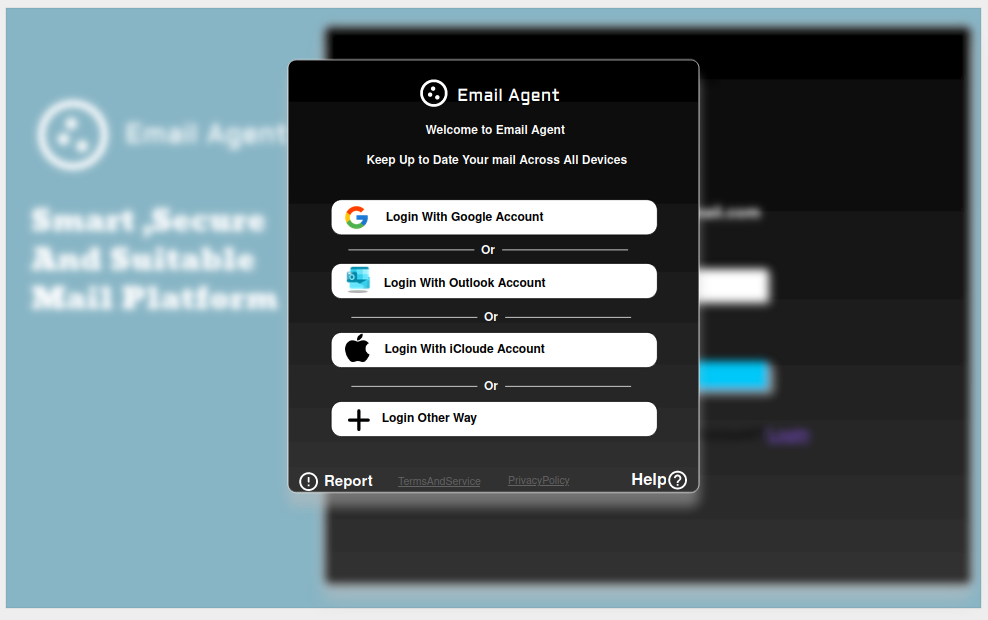 Email Agent
Smart ,Secure
And Suitable
Mail Platform
Email Agent
Welcome to Email Agent
Keep Up to Date Your mail Across All Devices
Login With Google Account
Or
Login With Outlook Account
Or
Login With iCloude Account
Or
Login Other Way
Report
TermsAndService
PrivacyPolicy
Help
Login